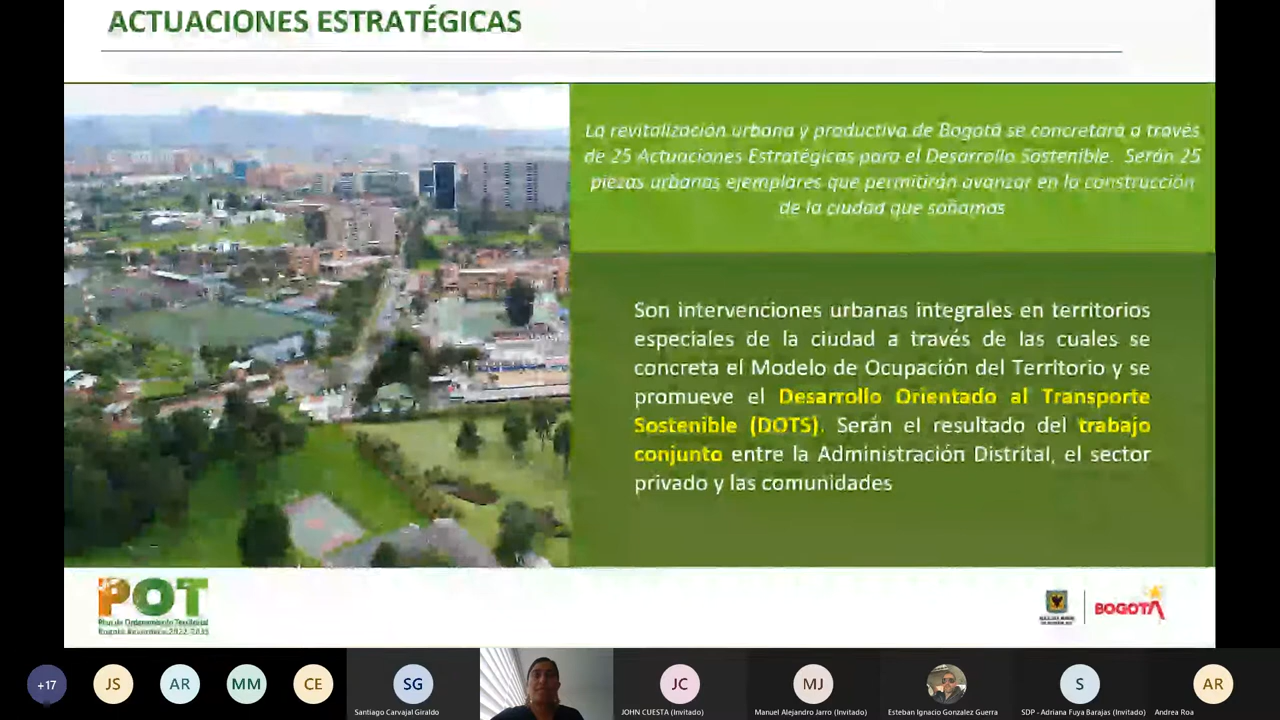 ACTUACIONES ESTRATÉGICAS
La revitalización urbana y productiva de Bogotá se concretará a través
de 25 Actuaciones Estratégicas para el Desarrollo Sostenible. Serán 25
piezas urbanas ejemplares que permitirán avanzar en la construcción
de la ciudad que soñamos
Son intervenciones urbanas integrales en territorios
especiales de la ciudad a través de las cuales se
concreta el Modelo de Ocupación del Territorio y se
promueve el Desarrollo Orientado al Transporte
Sostenible (DOTS). Serán el resultado del trabajo
conjunto entre la Administración Distrital, el sector
privado y las comunidades
POT
Plan de Ordenamiento Territorial
BOGOTÁ
+17
JS
AR
MM
CE
SG
JC
MJ
S
AR
Santiago Carvajal Giraldo
JOHN CUESTA (Invitado)
Manuel Alejandro Jarro (Invitado)
Esteban Ignacio Gonzalez Guerra
SDP - Adriana Fuya Barajas (Invitado)
Andrea Roa